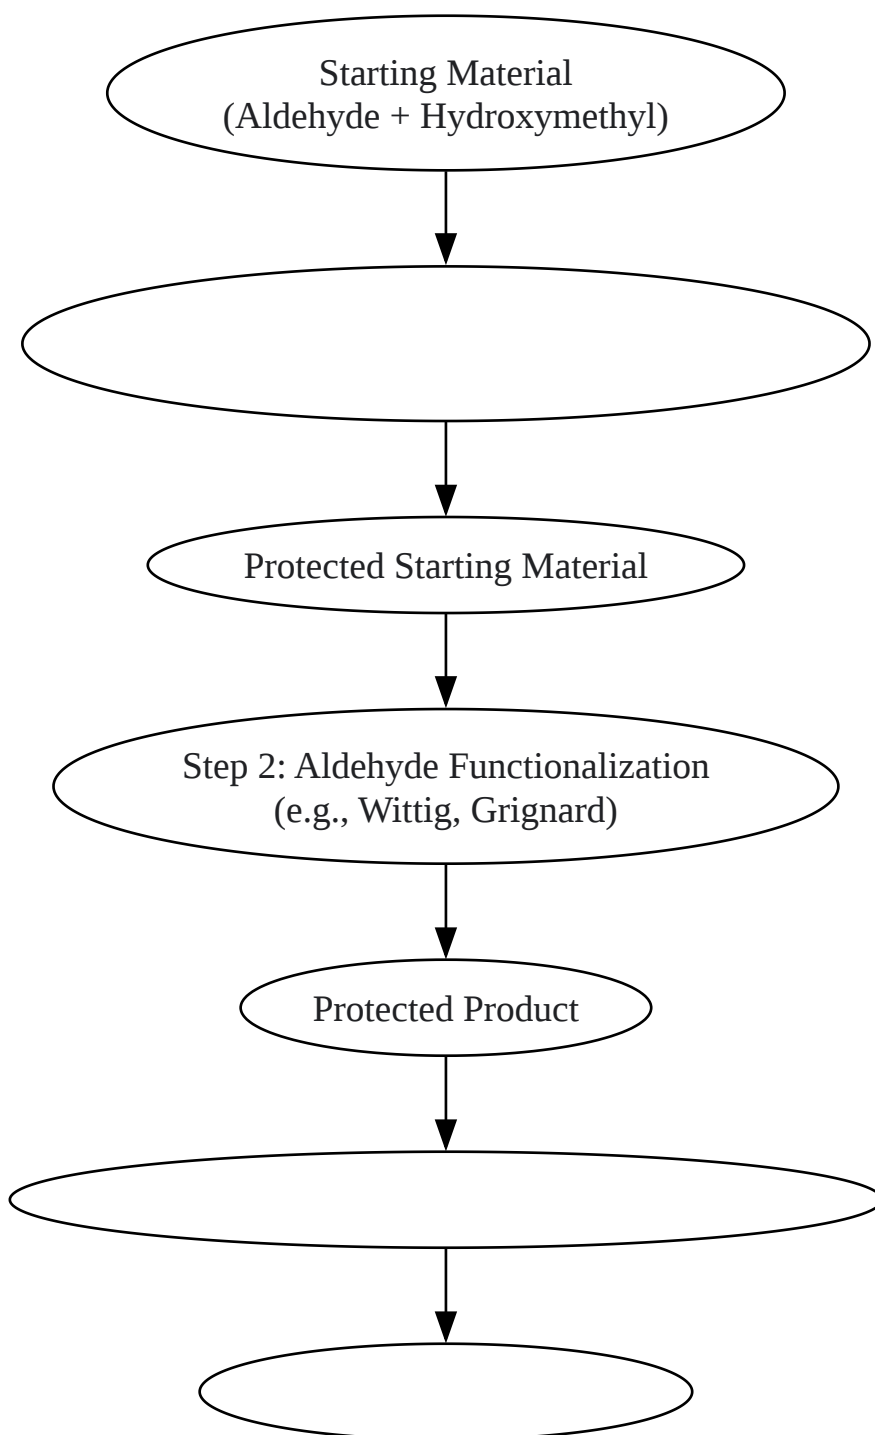 Starting Material
(Aldehyde + Hydroxymethyl)
Protected Starting Material
Step 2: Aldehyde Functionalization
(e.g., Wittig, Grignard)
Protected Product